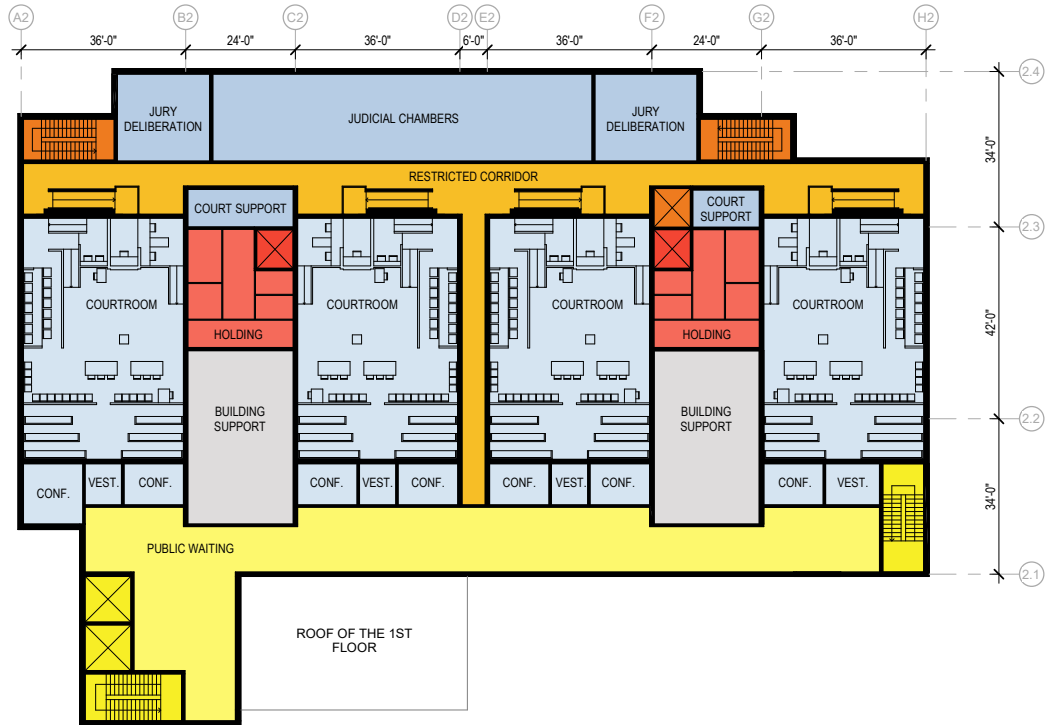 A2 B2 C2 D2 E2 F2 G2 H2
36'-0" 24'-0" 36'-0" 6'-0" 36'-0" 24'-0" 36'-0"
2.4
JURY
DELIBERATION
JUDICIAL CHAMBERS
JURY
DELIBERATION
34'-0"
RESTRICTED CORRIDOR
COURT SUPPORT
COURT
SUPPORT
2.3
COURTROOM
COURTROOM
COURTROOM
COURTROOM
42'-0"
HOLDING
HOLDING
BUILDING
SUPPORT
BUILDING
SUPPORT
2.2
CONF.
VEST.
CONF.
CONF.
VEST.
CONF.
CONF.
VEST.
CONF.
CONF.
VEST.
34'-0"
PUBLIC WAITING
2.1
ROOF OF THE 1ST
FLOOR